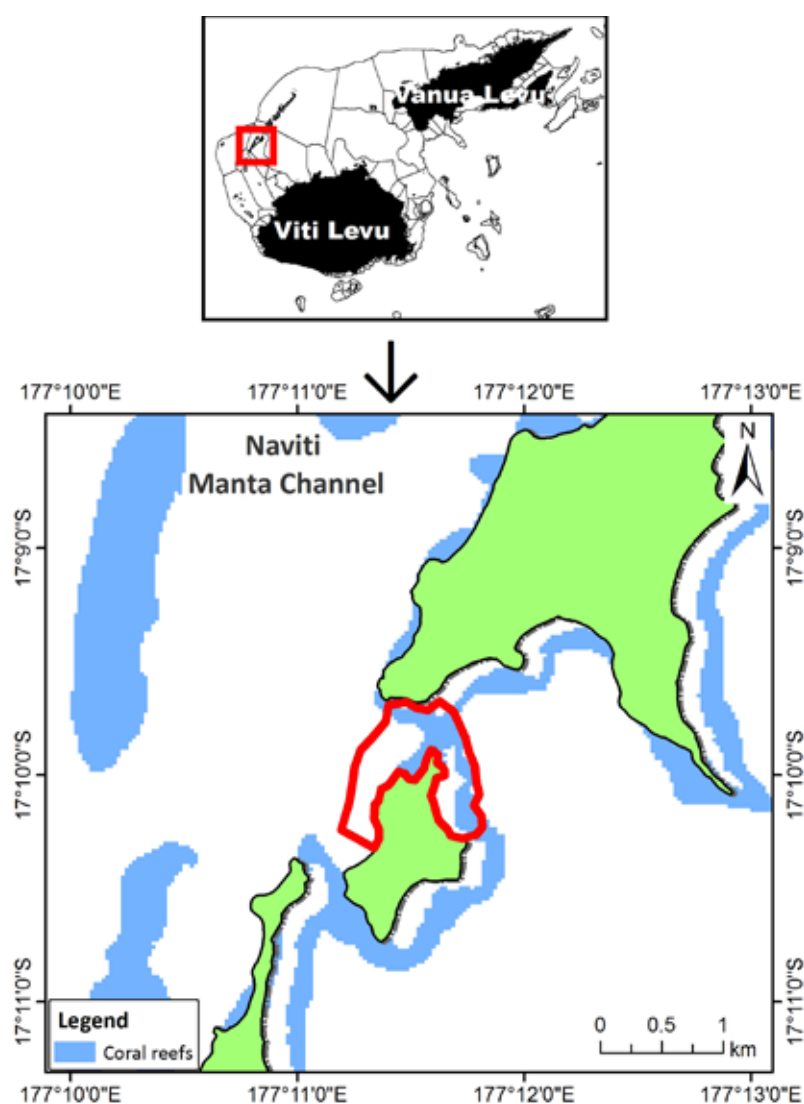 Vanua Levu
Viti Levu
177°10'0"E 177°11'0"E 177°12'0"E 177°13'0"E
Naviti
Manta Channel
N
17°9'0"S 17°9'0"S
17°10'0"S 17°10'0"S
17°11'0"S 17°11'0"S
Legend
Coral reefs
0 0.5 1
km
177°10'0"E 177°11'0"E 177°12'0"E 177°13'0"E